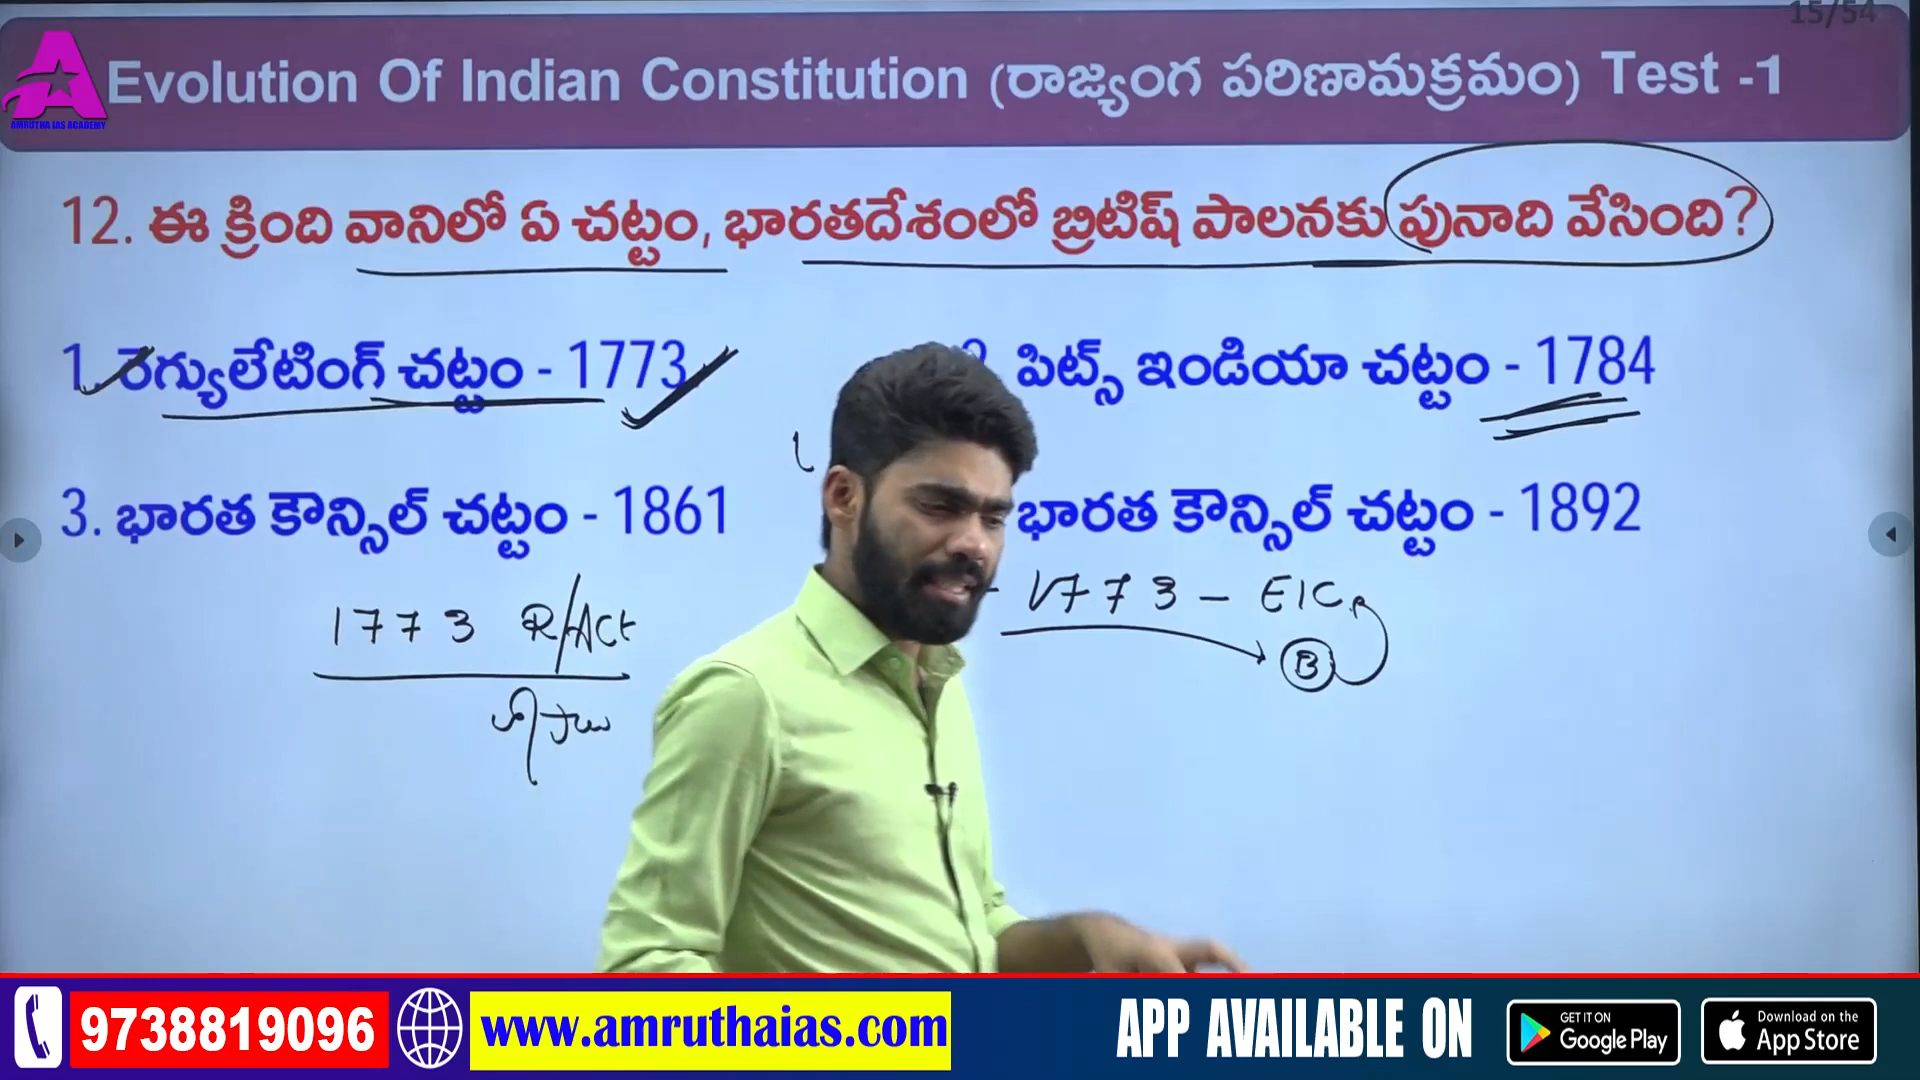 15/54
Evolution Of Indian Constitution (రాజ్యంగ పరిణామక్రమం) Test -1
AMRUTHA IAS ACADEMY
12. ఈ క్రింది వానిలో ఏ చట్టం, భారతదేశంలో బ్రిటిష్ పాలనకు పునాది వేసింది?
1. రెగ్యులేటింగ్ చట్టం - 1773
2. పిట్స్ ఇండియా చట్టం - 1784
3. భారత కౌన్సిల్ చట్టం - 1861
భారత కౌన్సిల్ చట్టం - 1892
1773 R/Act
1773 - EIC
B
9738819096
www.amruthaias.com
APP AVAILABLE ON
GET IT ON
Google Play
Download on the
App Store